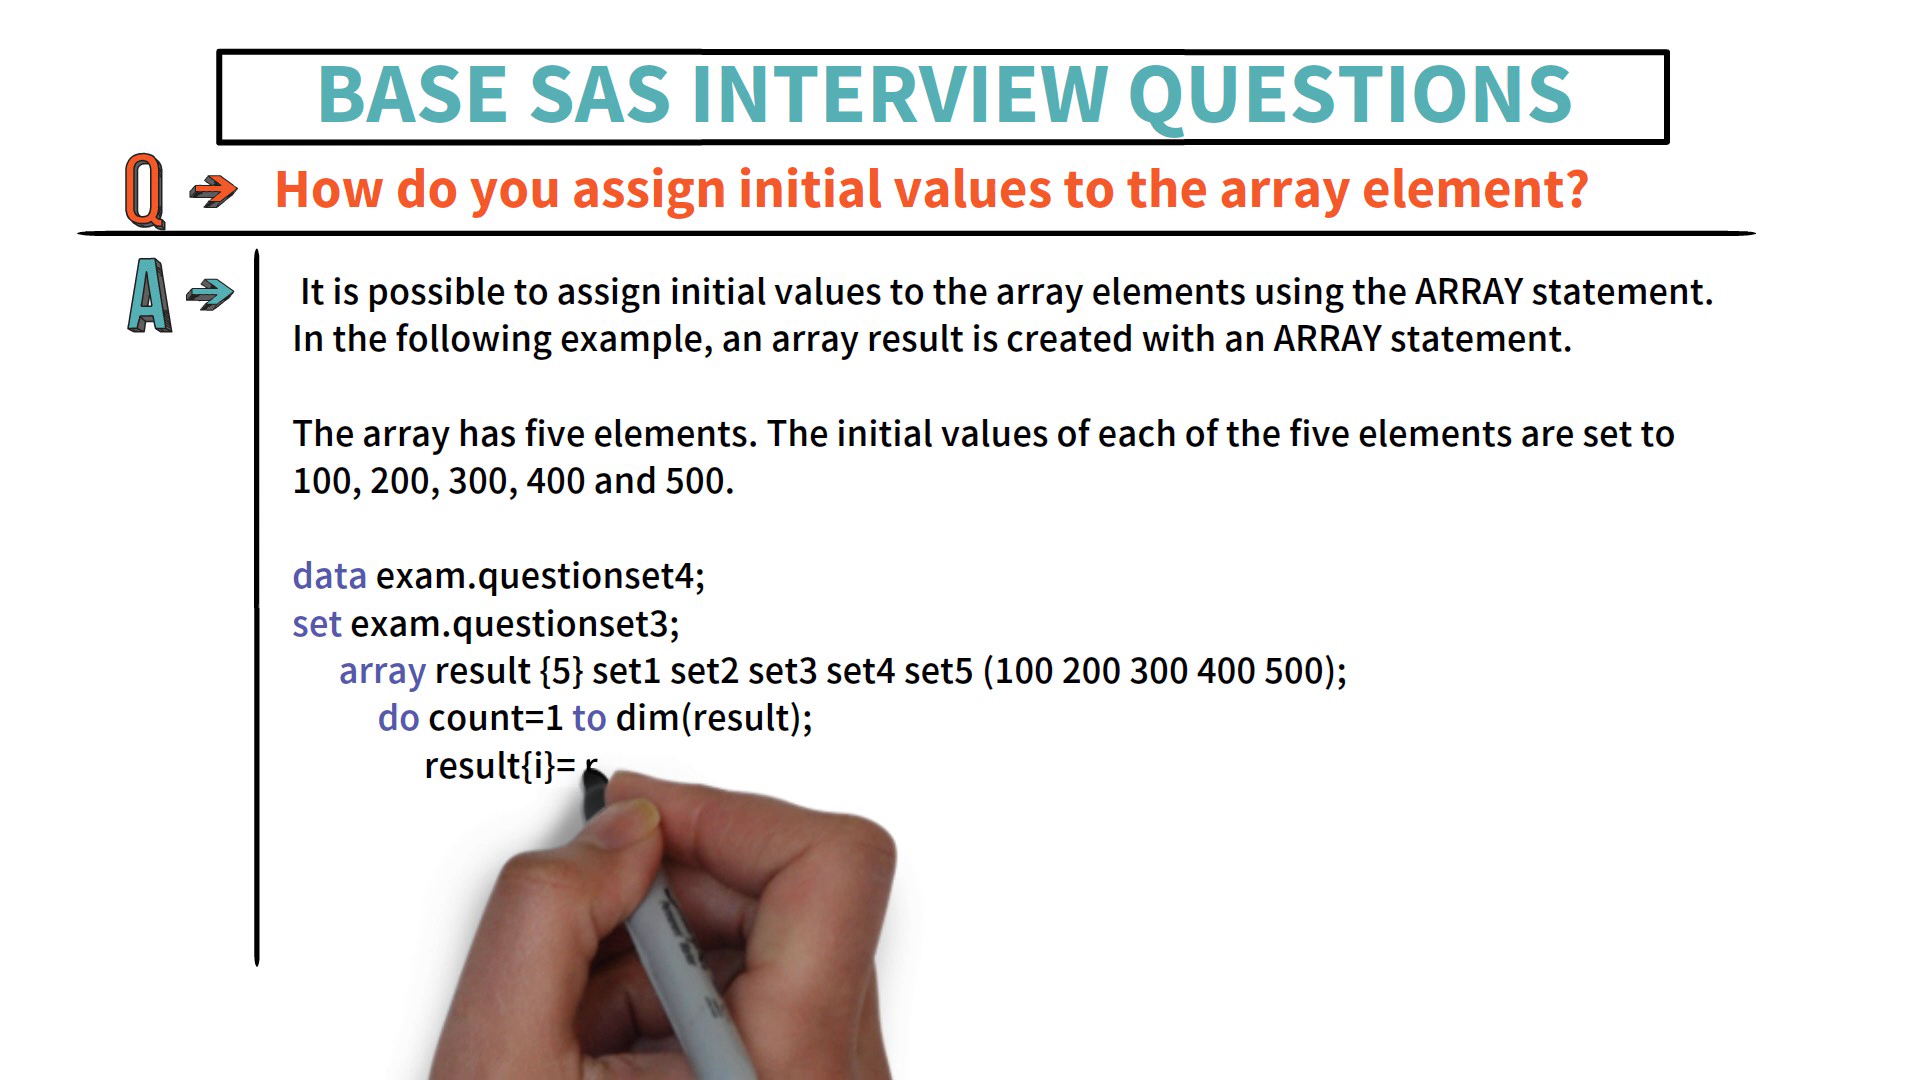 BASE SAS INTERVIEW QUESTIONS
Q
How do you assign initial values to the array element?
A
It is possible to assign initial values to the array elements using the ARRAY statement.
In the following example, an array result is created with an ARRAY statement.
The array has five elements. The initial values of each of the five elements are set to
100, 200, 300, 400 and 500.
data exam.questionset4;
set exam.questionset3;
array result {5} set1 set2 set3 set4 set5 (100 200 300 400 500);
do count=1 to dim(result);
result{i}= r